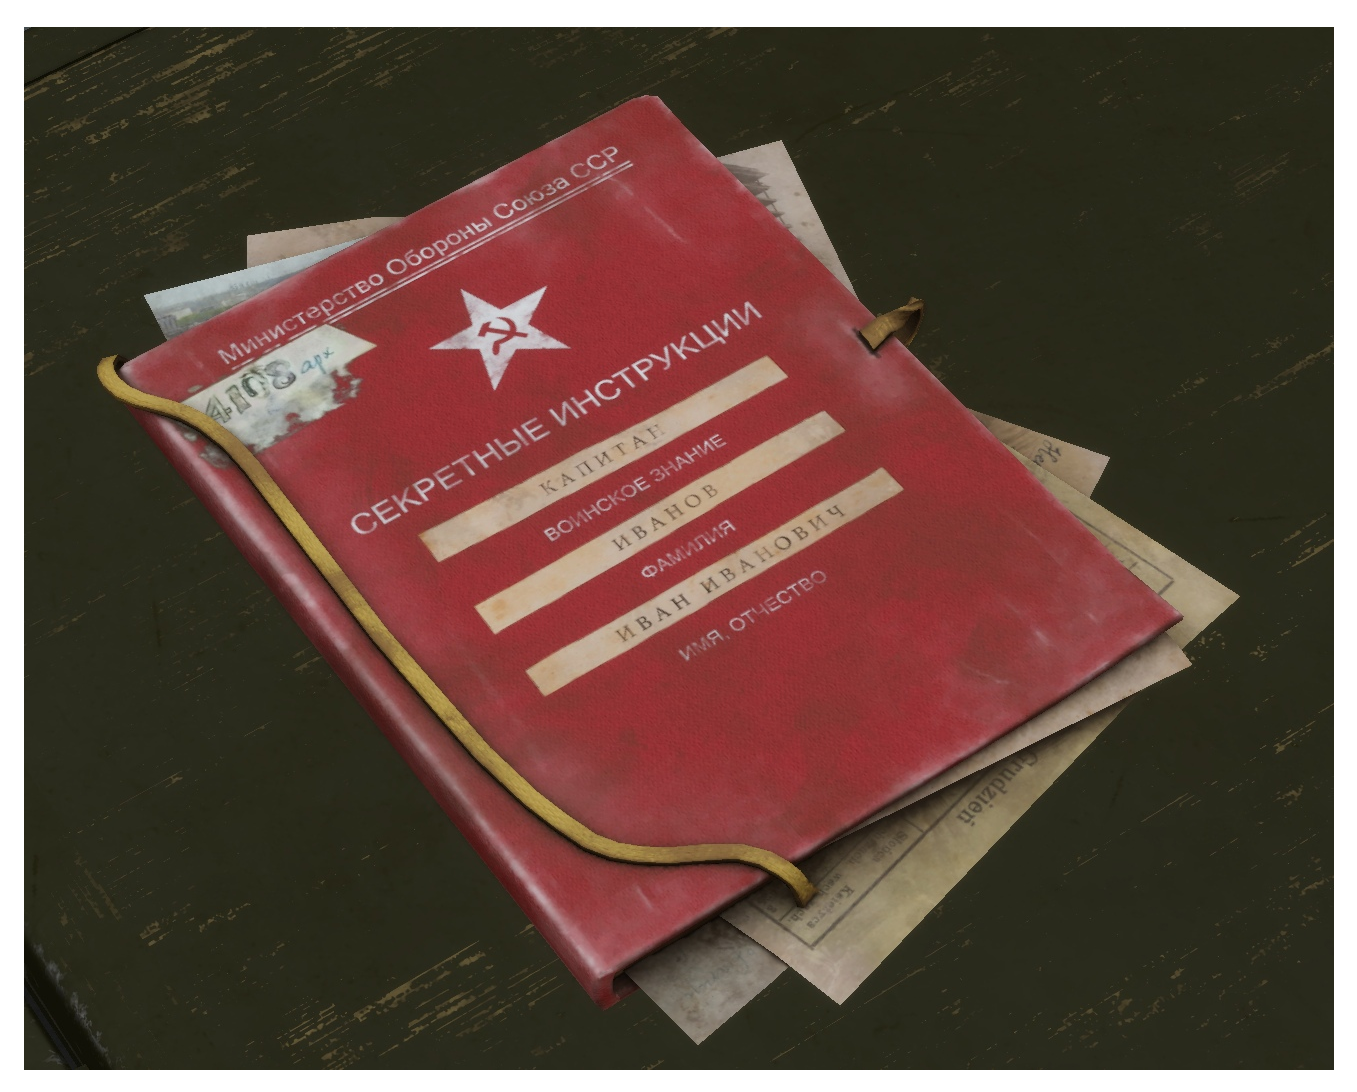 Министерство Обороны Союза ССР
4108 арх
СЕКРЕТНЫЕ ИНСТРУКЦИИ
КАПИТАН
ВОИНСКОЕ ЗНАНИЕ
ИВАНОВ
ФАМИЛИЯ
ИВАН ИВАНОВИЧ
ИМЯ, ОТЧЕСТВО
Grudzień